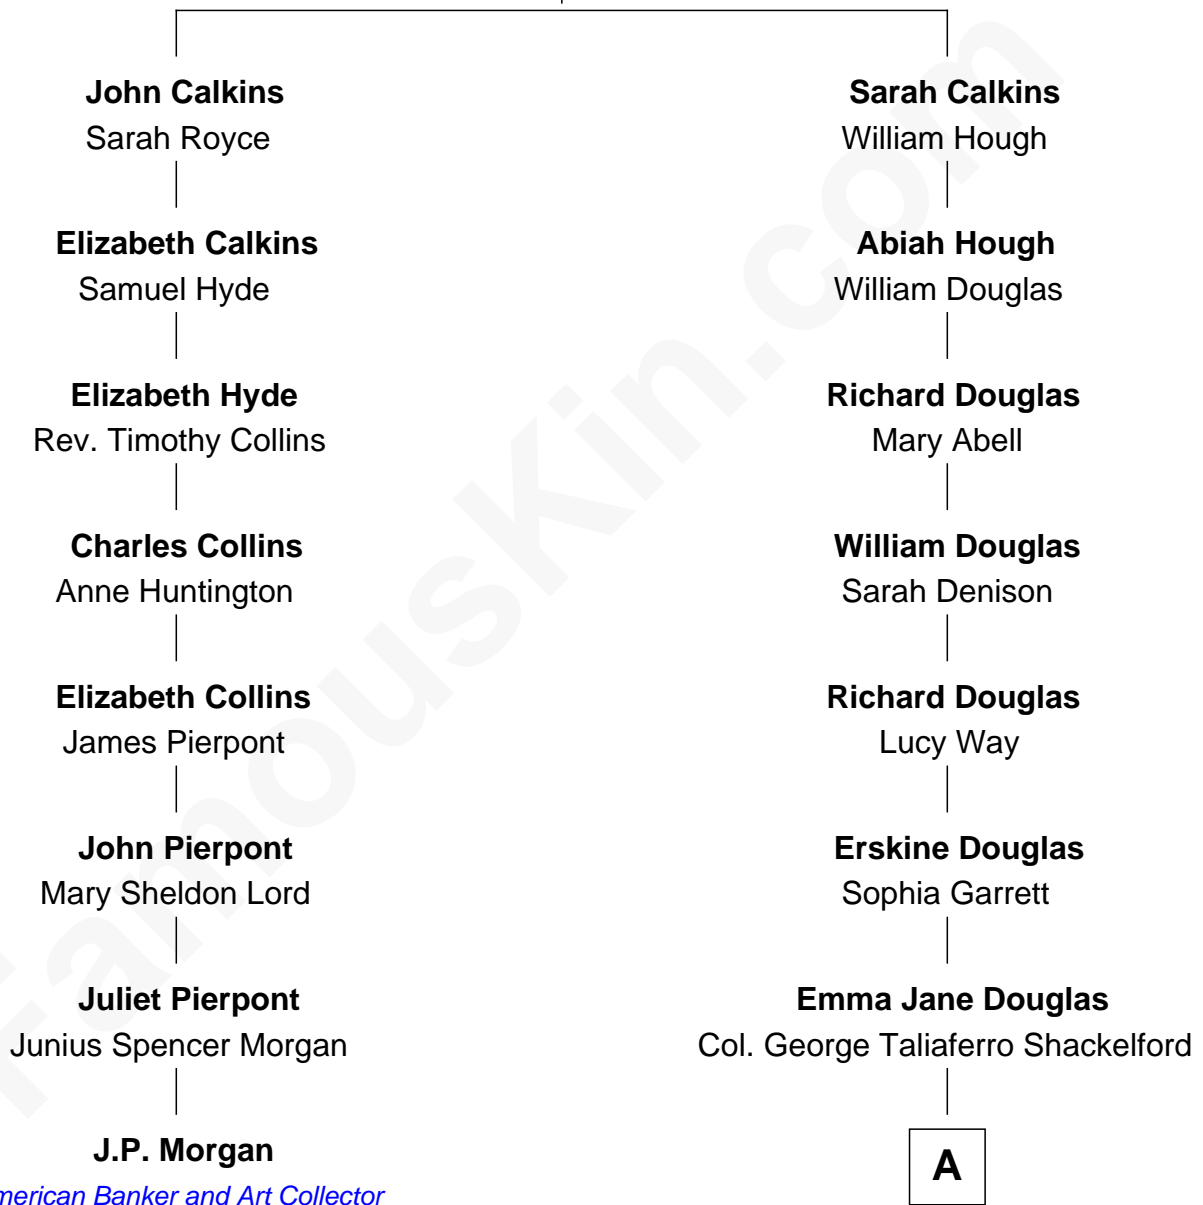 John Calkins
Sarah Royce
Sarah Calkins
William Hough
Elizabeth Calkins
Samuel Hyde
Abiah Hough
William Douglas
Elizabeth Hyde
Rev. Timothy Collins
Richard Douglas
Mary Abell
Charles Collins
Anne Huntington
William Douglas
Sarah Denison
Elizabeth Collins
James Pierpont
Richard Douglas
Lucy Way
John Pierpont
Mary Sheldon Lord
Erskine Douglas
Sophia Garrett
Juliet Pierpont
Junius Spencer Morgan
Emma Jane Douglas
Col. George Taliaferro Shackelford
J.P. Morgan
merican Banker and Art Collector
A
FamousKin.com